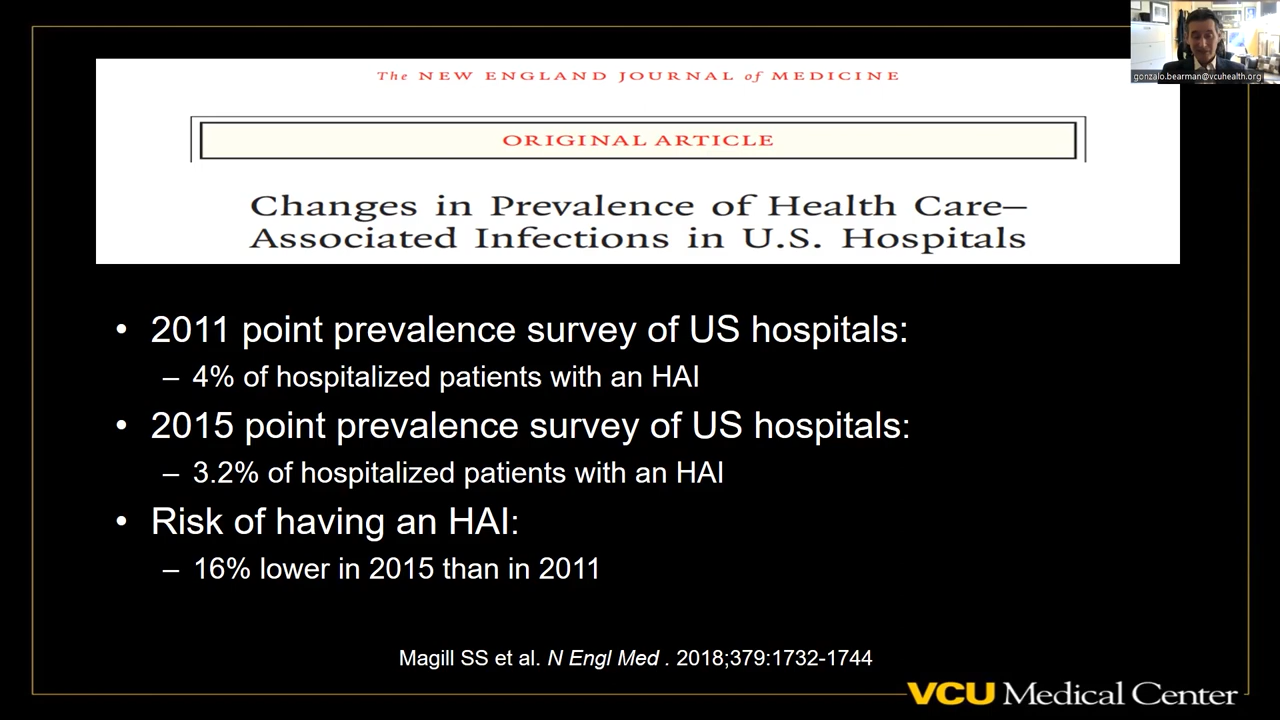 The NEW ENGLAND JOURNAL of MEDICINE
gonzalo.bearman@vcuhealth.org
ORIGINAL ARTICLE
Changes in Prevalence of Health Care–
Associated Infections in U.S. Hospitals
• 2011 point prevalence survey of US hospitals:
– 4% of hospitalized patients with an HAI
• 2015 point prevalence survey of US hospitals:
– 3.2% of hospitalized patients with an HAI
• Risk of having an HAI:
– 16% lower in 2015 than in 2011
Magill SS et al. N Engl Med . 2018;379:1732-1744
VCU Medical Center